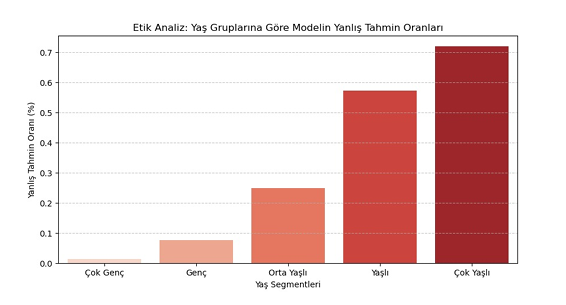 Etik Analiz: Yaş Gruplarına Göre Modelin Yanlış Tahmin Oranları
Yanlış Tahmin Oranı (%)
0.7
0.6
0.5
0.4
0.3
0.2
0.1
0.0
Çok Genç Genç Orta Yaşlı Yaşlı Çok Yaşlı
Yaş Segmentleri